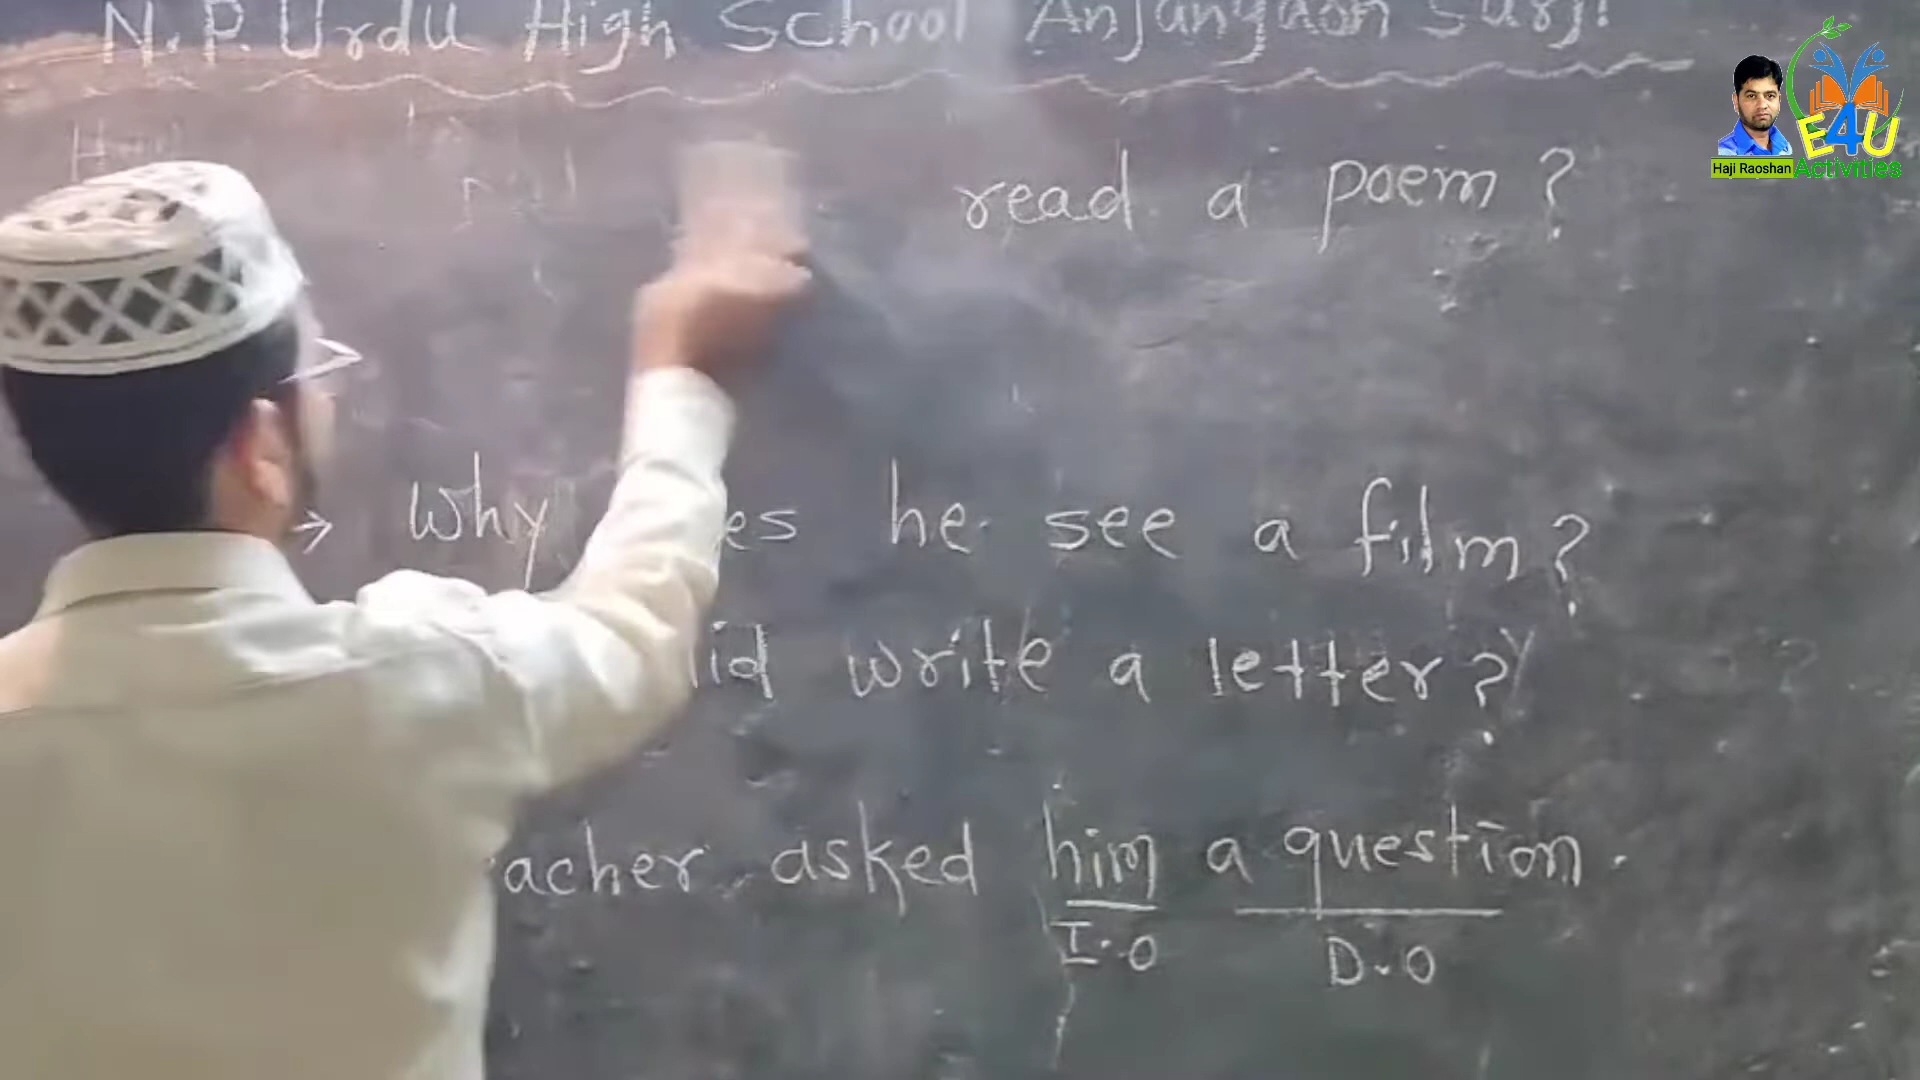 N.P. Urdu High School Anjangaon Surji
read a poem ?
→ Why es he see a film?
id write a letter?
acher asked him a question.
I.O D.O
Haji Raoshan
E4U
Activities